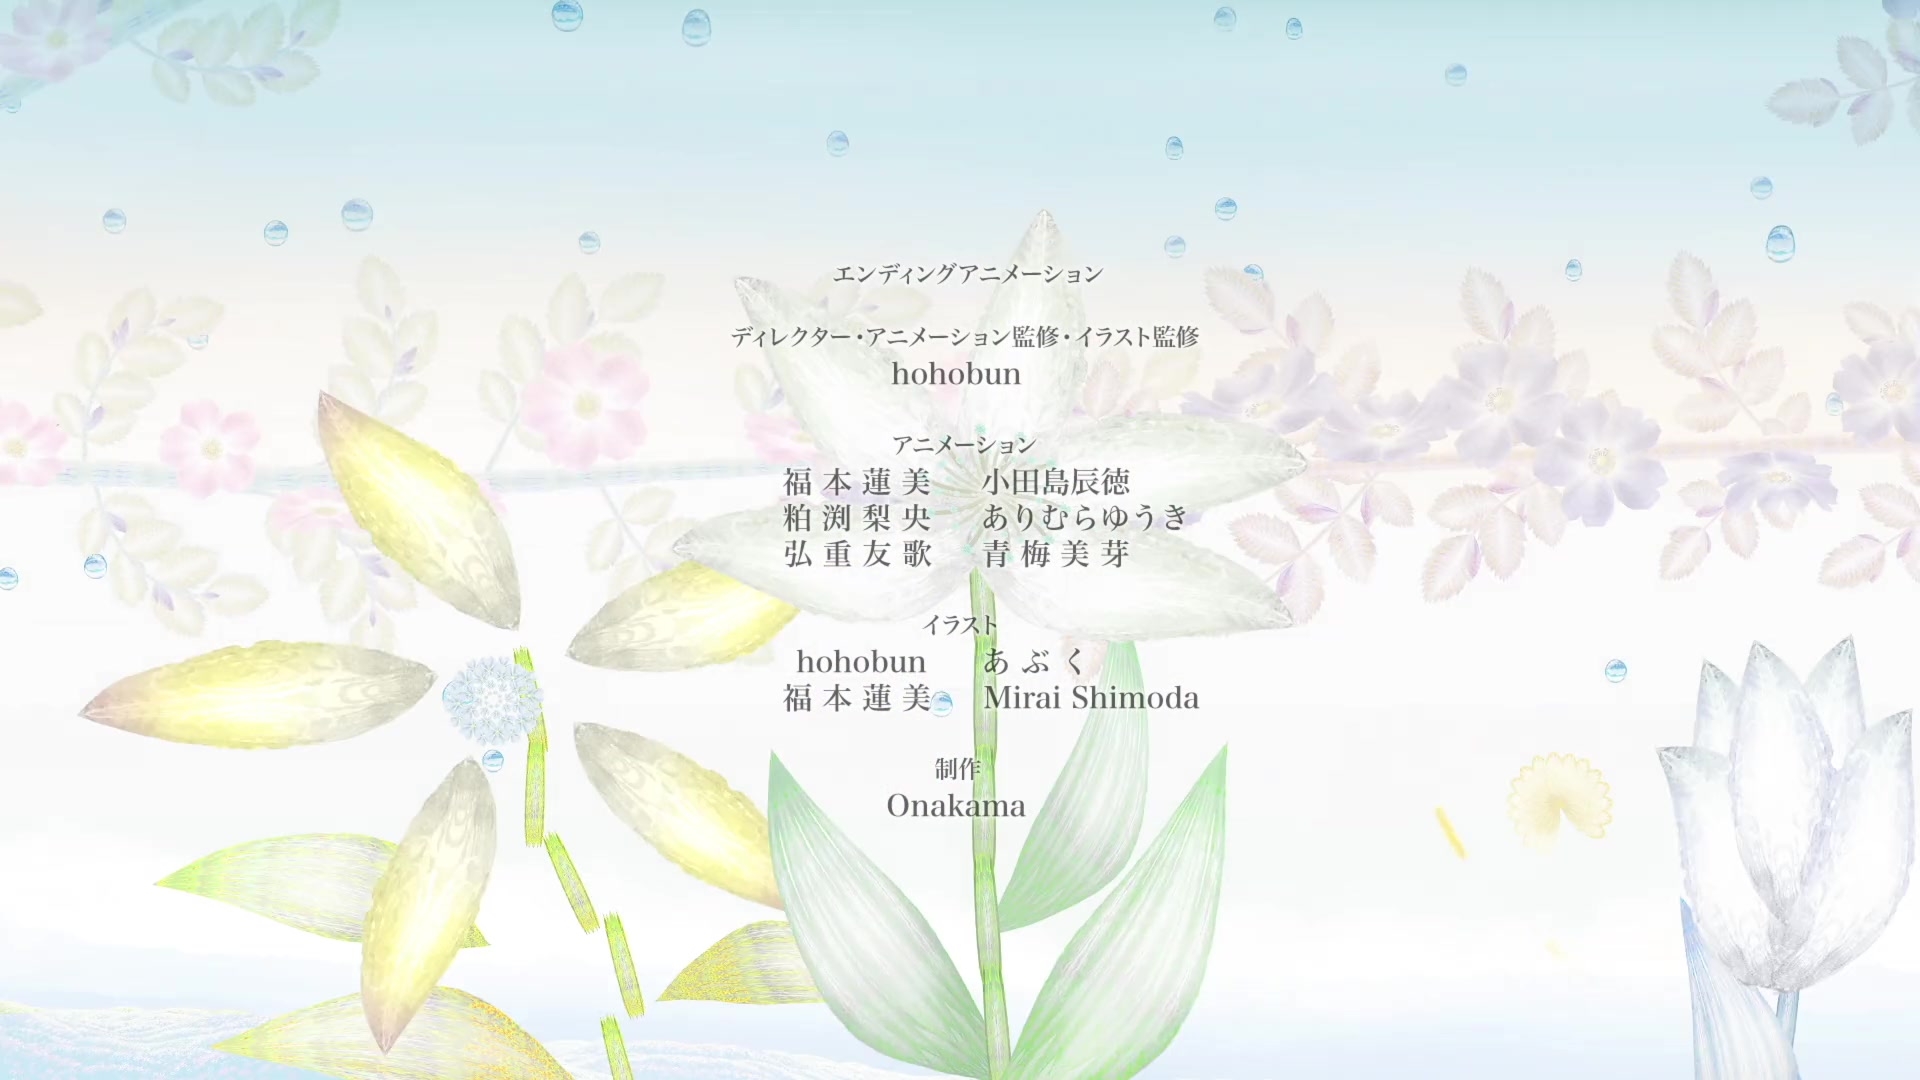 エンディングアニメーション
ディレクター・アニメーション監修・イラスト監修
hohobun
アニメーション
福本蓮美 小田島辰徳
粕渕梨央 ありむらゆうき
弘重友歌 青梅美芽
イラスト
hohobun あぶく
福本蓮美 Mirai Shimoda
制作
Onakama